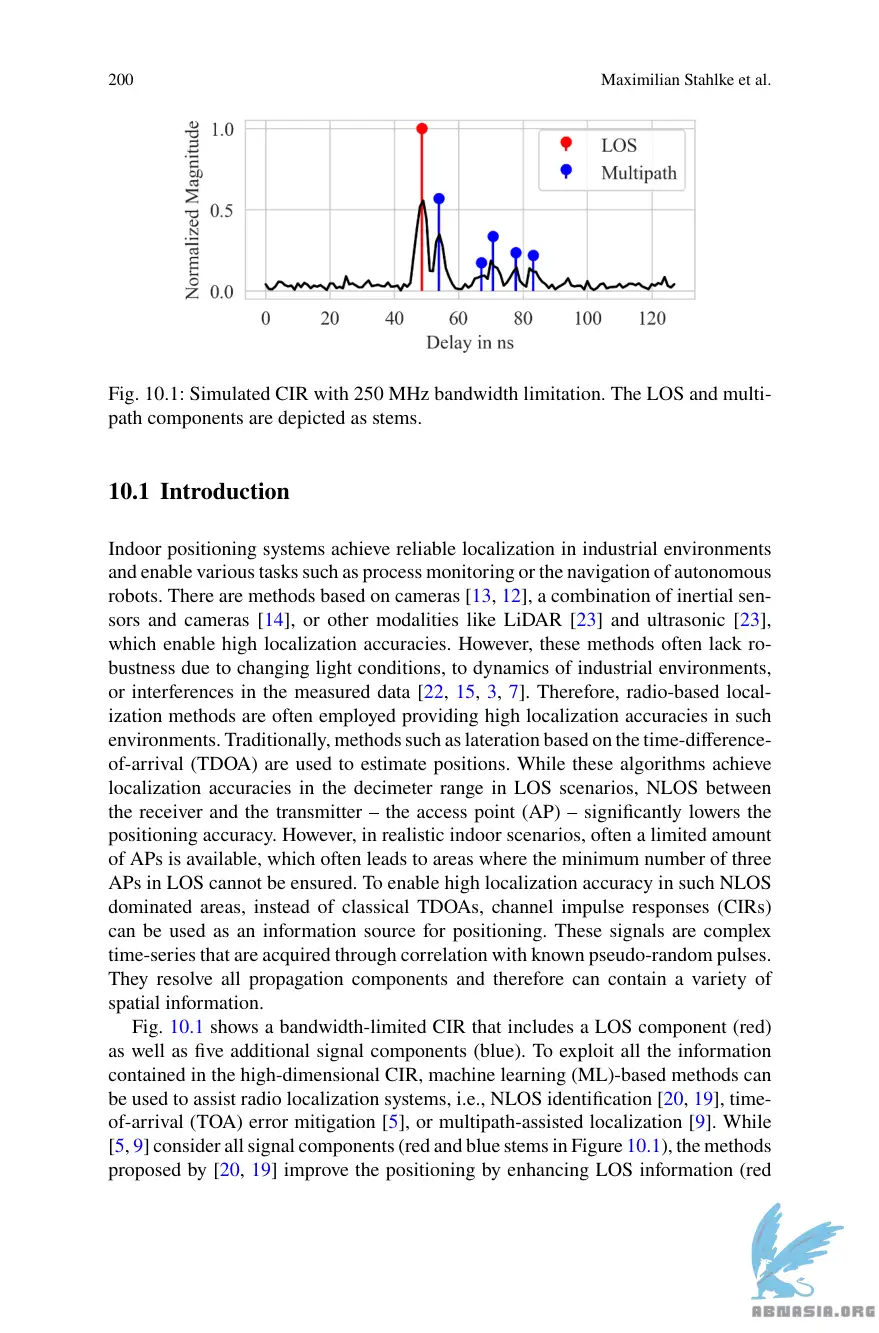 200
Maximilian Stahlke et al.
Normalized Magnitude
1.0
0.5
0.0
LOS
Multipath
0
20
40
60
80
100
120
Delay in ns
Fig. 10.1: Simulated CIR with 250 MHz bandwidth limitation. The LOS and multi-
path components are depicted as stems.
10.1 Introduction
Indoor positioning systems achieve reliable localization in industrial environments
and enable various tasks such as process monitoring or the navigation of autonomous
robots. There are methods based on cameras [13, 12], a combination of inertial sen-
sors and cameras [14], or other modalities like LiDAR [23] and ultrasonic [23],
which enable high localization accuracies. However, these methods often lack ro-
bustness due to changing light conditions, to dynamics of industrial environments,
or interferences in the measured data [22, 15, 3, 7]. Therefore, radio-based local-
ization methods are often employed providing high localization accuracies in such
environments. Traditionally, methods such as lateration based on the time-difference-
of-arrival (TDOA) are used to estimate positions. While these algorithms achieve
localization accuracies in the decimeter range in LOS scenarios, NLOS between
the receiver and the transmitter – the access point (AP) – significantly lowers the
positioning accuracy. However, in realistic indoor scenarios, often a limited amount
of APs is available, which often leads to areas where the minimum number of three
APs in LOS cannot be ensured. To enable high localization accuracy in such NLOS
dominated areas, instead of classical TDOAs, channel impulse responses (CIRs)
can be used as an information source for positioning. These signals are complex
time-series that are acquired through correlation with known pseudo-random pulses.
They resolve all propagation components and therefore can contain a variety of
spatial information.
Fig. 10.1 shows a bandwidth-limited CIR that includes a LOS component (red)
as well as five additional signal components (blue). To exploit all the information
contained in the high-dimensional CIR, machine learning (ML)-based methods can
be used to assist radio localization systems, i.e., NLOS identification [20, 19], time-
of-arrival (TOA) error mitigation [5], or multipath-assisted localization [9]. While
[5, 9] consider all signal components (red and blue stems in Figure 10.1), the methods
proposed by [20, 19] improve the positioning by enhancing LOS information (red
ABNASIA.ORG